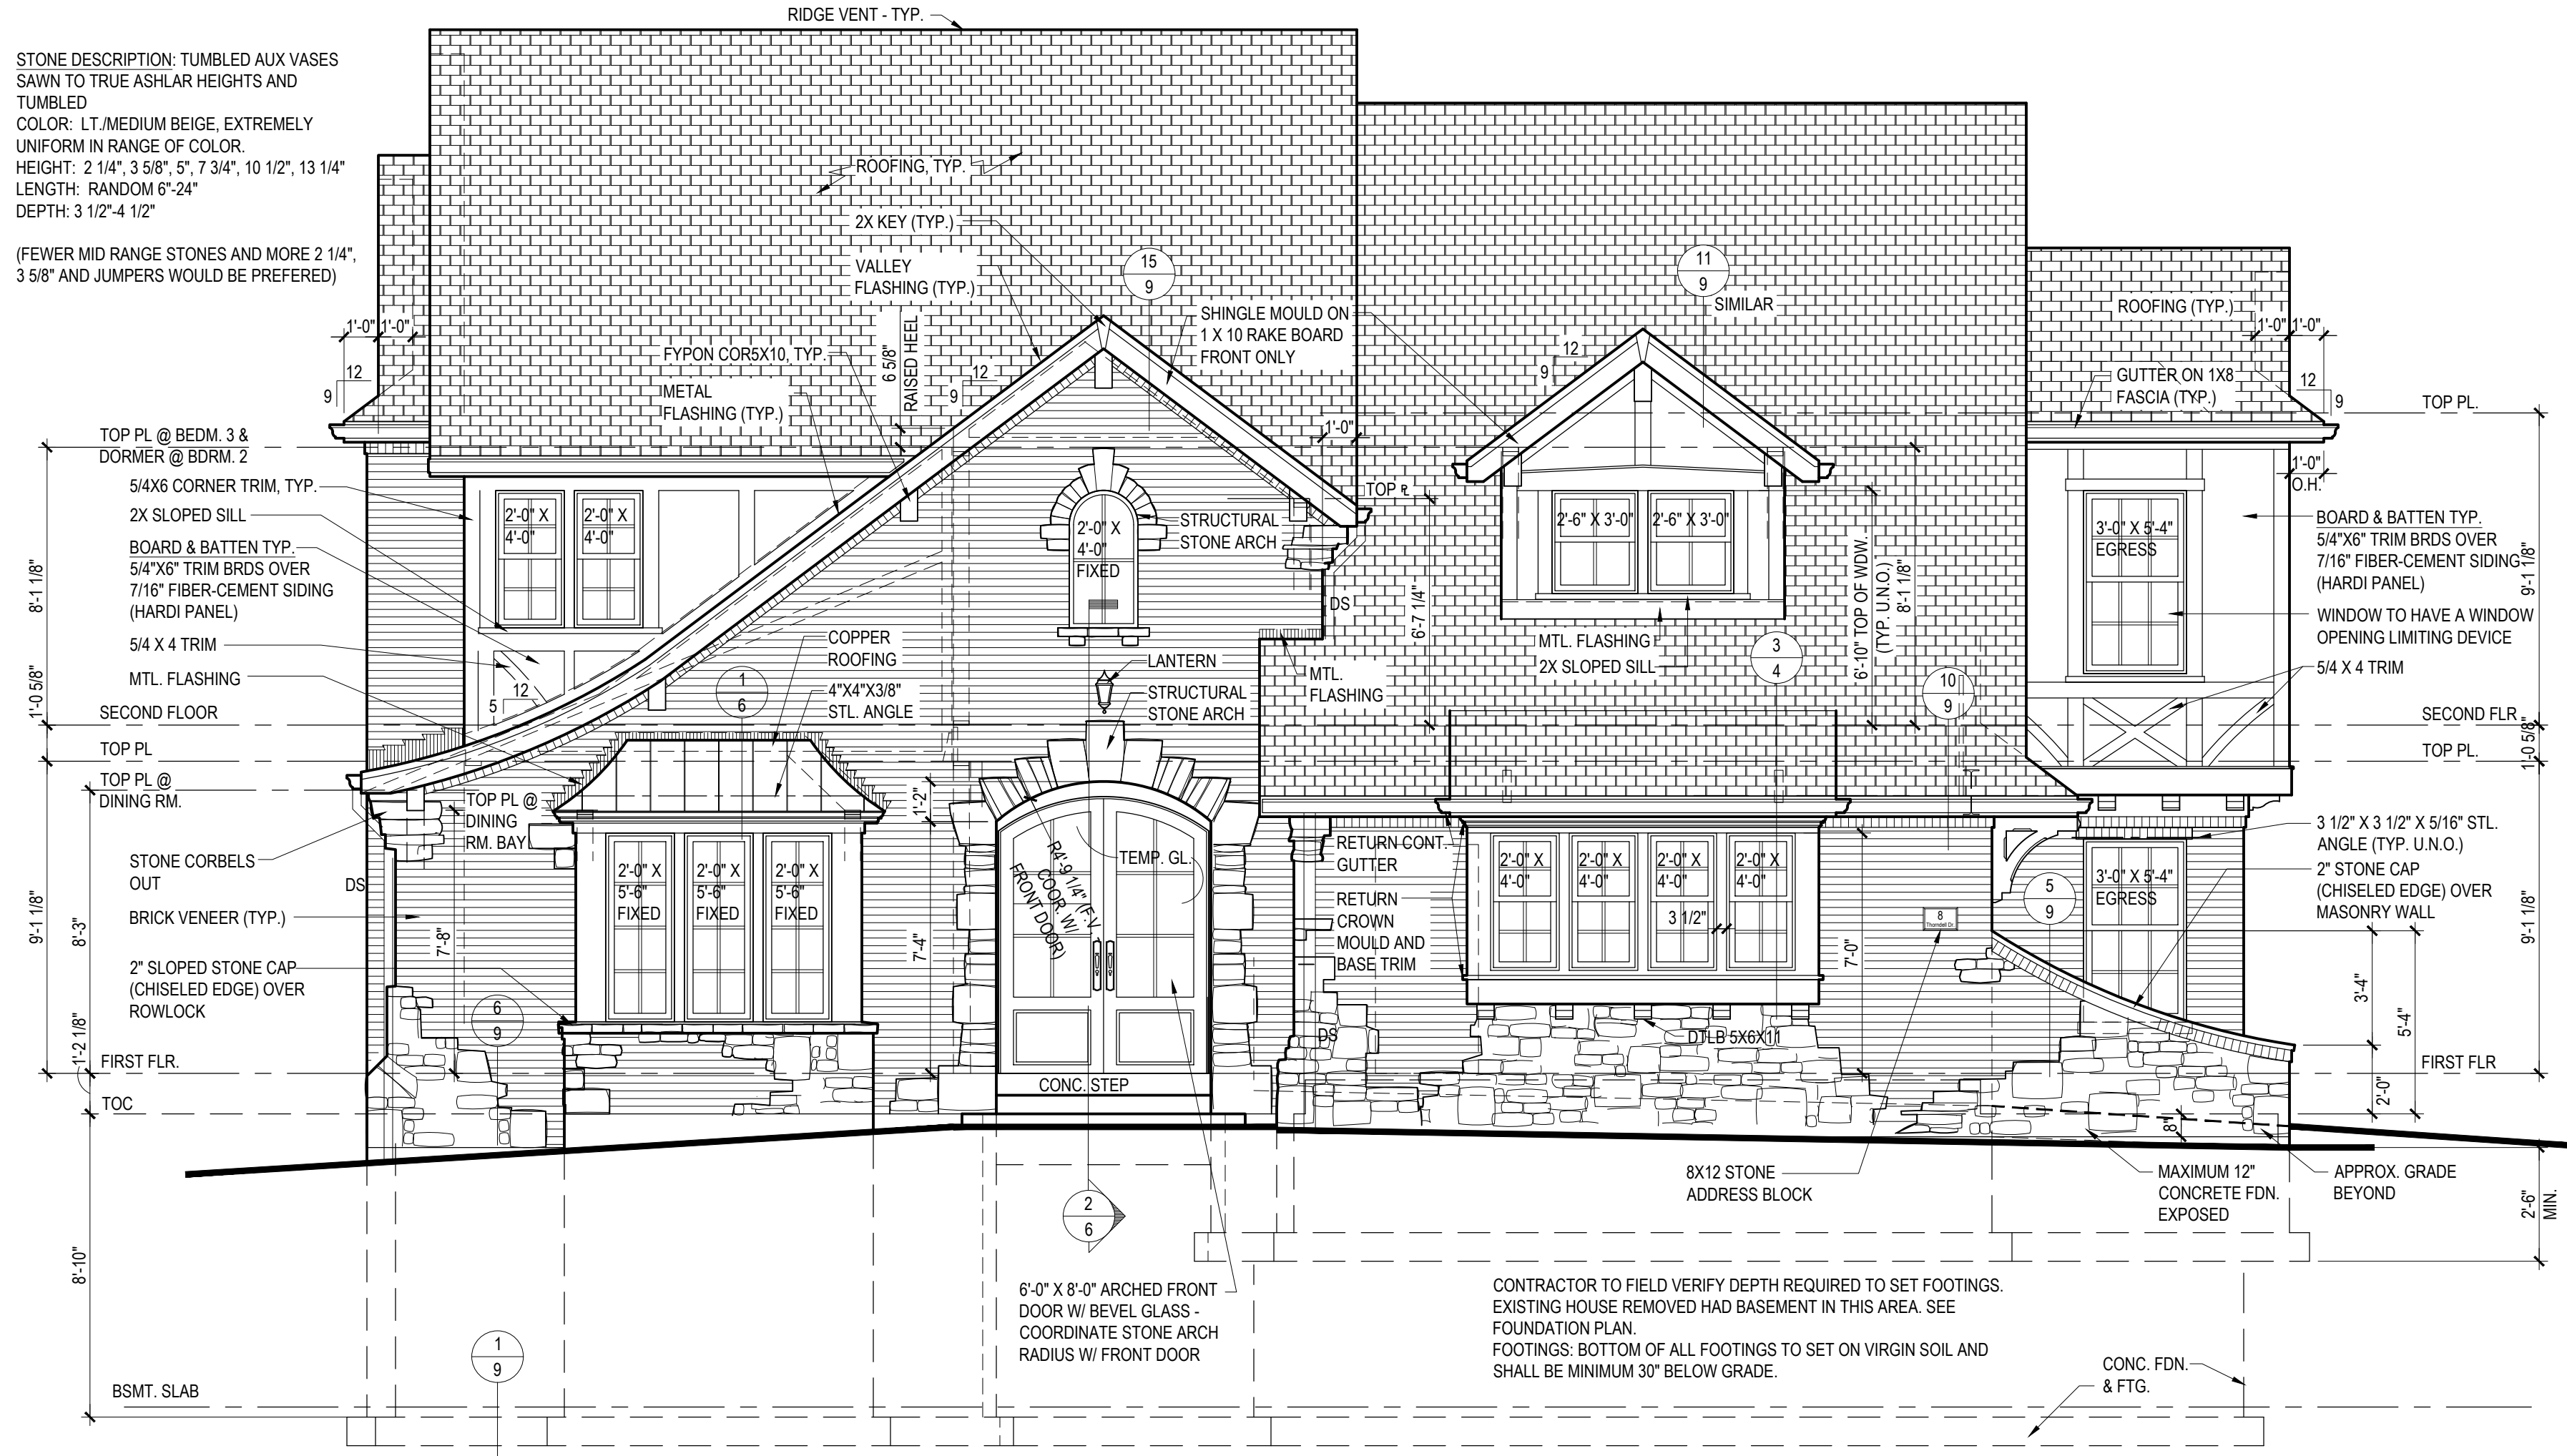 RIDGE VENT - TYP.
STONE DESCRIPTION: TUMBLED AUX VASES
SAWN TO TRUE ASHLAR HEIGHTS AND
TUMBLED
COLOR: LT./MEDIUM BEIGE, EXTREMELY
UNIFORM IN RANGE OF COLOR.
HEIGHT: 2 1/4", 3 5/8", 5", 7 3/4", 10 1/2", 13 1/4"
LENGTH: RANDOM 6"-24"
DEPTH: 3 1/2"-4 1/2"
(FEWER MID RANGE STONES AND MORE 2 1/4",
3 5/8" AND JUMPERS WOULD BE PREFERED)
1'-0"
1'-0"
12
9
TOP PL @ BEDM. 3 &
DORMER @ BDRM. 2
5/4X6 CORNER TRIM, TYP.
2X SLOPED SILL
BOARD & BATTEN TYP.
5/4"X6" TRIM BRDS OVER
7/16" FIBER-CEMENT SIDING
(HARDI PANEL)
5/4 X 4 TRIM
MTL. FLASHING
SECOND FLOOR
TOP PL
TOP PL @
DINING RM.
STONE CORBELS
OUT
BRICK VENEER (TYP.)
2" SLOPED STONE CAP
(CHISELED EDGE) OVER
ROWLOCK
FIRST FLR.
TOC
BSMT. SLAB
8'-1 1/8"
1'-0 5/8"
9'-1 1/8"
8'-3"
1'-2 1/8"
8'-10"
ROOFING, TYP.
2X KEY (TYP.)
VALLEY
FLASHING (TYP.)
FYPON COR5X10, TYP.
METAL
FLASHING (TYP.)
6 5/8"
RAISED HEEL
12
9
15
9
SHINGLE MOULD ON
1 X 10 RAKE BOARD
FRONT ONLY
11
9
SIMILAR
12
9
1'-0"
2'-0" X
4'-0"
2'-0" X
4'-0"
12
5
2'-0" X
4'-0"
FIXED
STRUCTURAL
STONE ARCH
TOP PL
DS
6'-7 1/4"
COPPER
ROOFING
4"X4"X3/8"
STL. ANGLE
1
6
LANTERN
STRUCTURAL
STONE ARCH
MTL.
FLASHING
2'-6" X 3'-0"
2'-6" X 3'-0"
MTL. FLASHING
2X SLOPED SILL
3
4
6'-10" TOP OF WDW.
(TYP. U.N.O.)
8'-1 1/8"
10
9
ROOFING (TYP.)
1'-0"
1'-0"
GUTTER ON 1X8
FASCIA (TYP.)
12
9
TOP PL.
1'-0"
O.H.
3'-0" X 5'-4"
EGRESS
BOARD & BATTEN TYP.
5/4"X6" TRIM BRDS OVER
7/16" FIBER-CEMENT SIDING
(HARDI PANEL)
WINDOW TO HAVE A WINDOW
OPENING LIMITING DEVICE
5/4 X 4 TRIM
SECOND FLR
TOP PL.
9'-1 1/8"
1'-0 5/8"
9'-1 1/8"
TOP PL @
DINING
RM. BAY
DS
7'-8"
2'-0" X
5'-6"
FIXED
2'-0" X
5'-6"
FIXED
2'-0" X
5'-6"
FIXED
1'-2"
7'-4"
6
9
R4'-9 1/4" (F.V.
COOR. W/
FRONT DOOR)
TEMP. GL.
CONC. STEP
RETURN CONT.
GUTTER
RETURN
CROWN
MOULD AND
BASE TRIM
DS
2'-0" X
4'-0"
2'-0" X
4'-0"
2'-0" X
4'-0"
2'-0" X
4'-0"
3 1/2"
7'-0"
DTLB 5X6X11
8
Thorndell Dr.
5
9
3'-0" X 5'-4"
EGRESS
3 1/2" X 3 1/2" X 5/16" STL.
ANGLE (TYP. U.N.O.)
2" STONE CAP
(CHISELED EDGE) OVER
MASONRY WALL
3'-4"
5'-4"
2'-0"
FIRST FLR
8"
8X12 STONE
ADDRESS BLOCK
MAXIMUM 12"
CONCRETE FDN.
EXPOSED
APPROX. GRADE
BEYOND
2'-6"
MIN.
2
6
1
9
6'-0" X 8'-0" ARCHED FRONT
DOOR W/ BEVEL GLASS -
COORDINATE STONE ARCH
RADIUS W/ FRONT DOOR
CONTRACTOR TO FIELD VERIFY DEPTH REQUIRED TO SET FOOTINGS.
EXISTING HOUSE REMOVED HAD BASEMENT IN THIS AREA. SEE
FOUNDATION PLAN.
FOOTINGS: BOTTOM OF ALL FOOTINGS TO SET ON VIRGIN SOIL AND
SHALL BE MINIMUM 30" BELOW GRADE.
CONC. FDN.
& FTG.